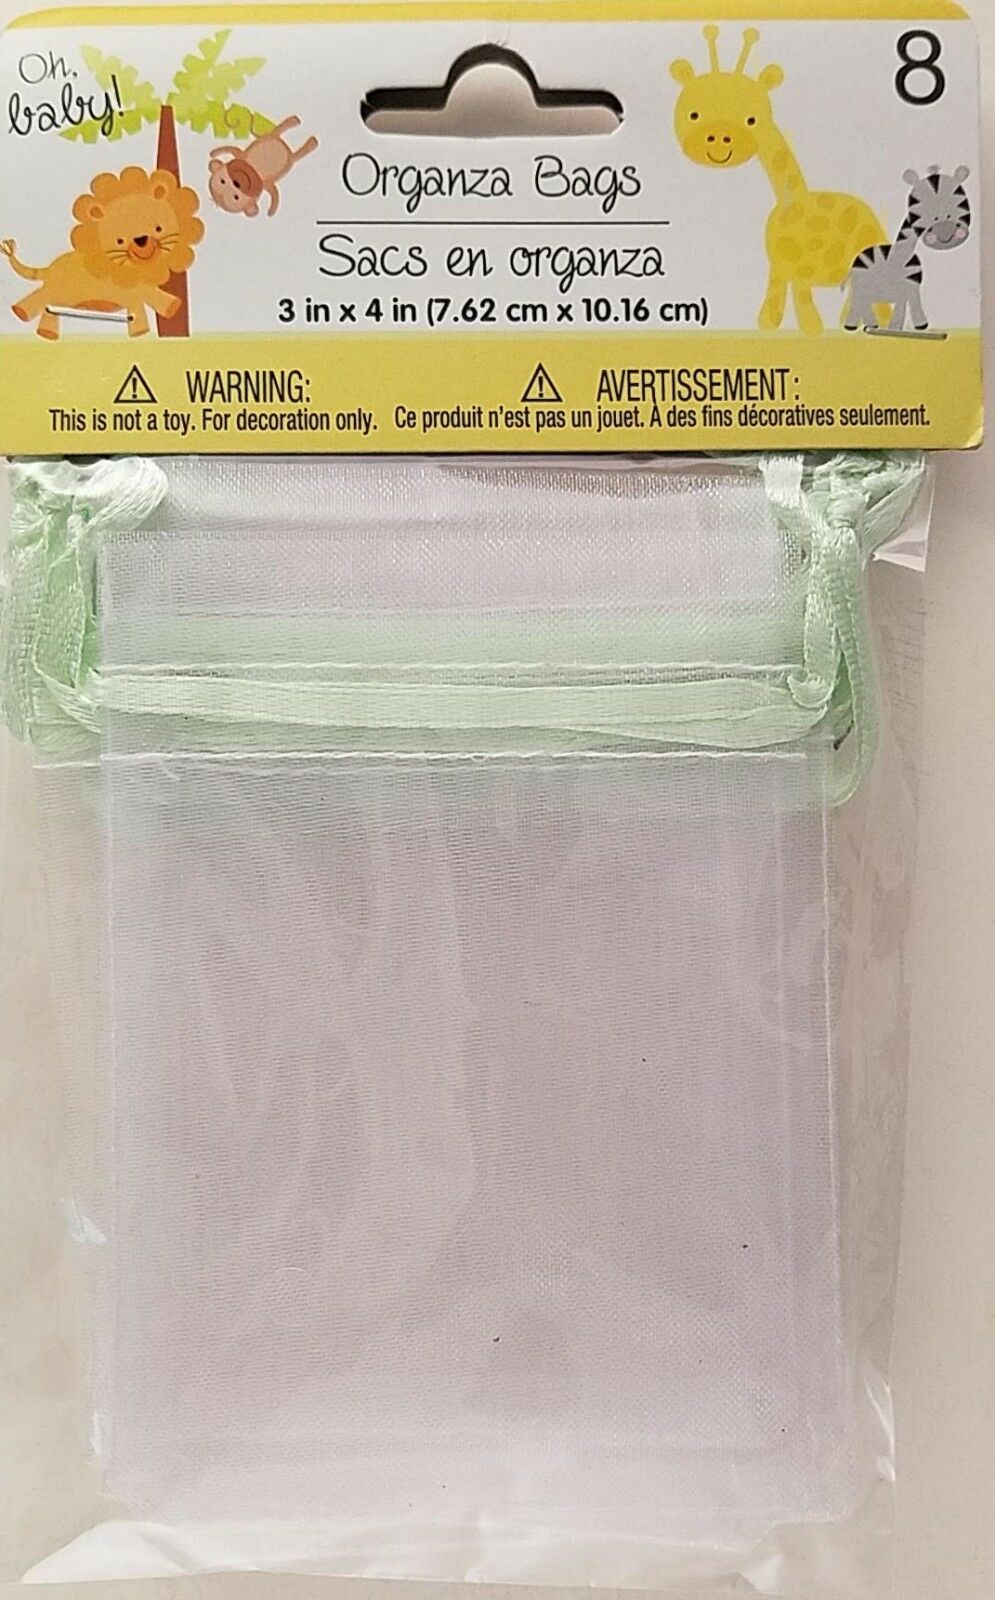 Oh,
baby!
8
Organza Bags
Sacs en organza
3 in x 4 in (7.62 cm x 10.16 cm)
WARNING:
This is not a toy. For decoration only.
AVERTISSEMENT:
Ce produit n'est pas un jouet. À des fins décoratives seulement.